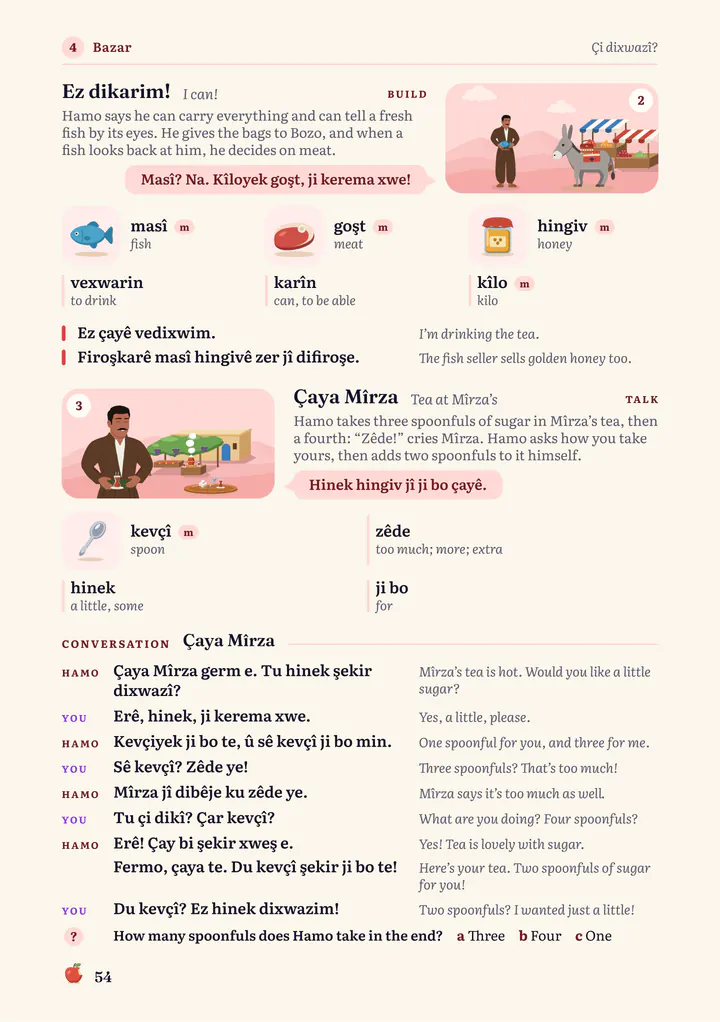 4 Bazar
Çi dixwazî?
Ez dikarim! I can! BUILD
Hamo says he can carry everything and can tell a fresh
fish by its eyes. He gives the bags to Bozo, and when a
fish looks back at him, he decides on meat.
Masî? Na. Kîloyek goşt, ji kerema xwe!
2
masî m
fish
goşt m
meat
hingiv m
honey
vexwarin
to drink
karîn
can, to be able
kîlo m
kilo
Ez çayê vedixwim. I'm drinking the tea.
Firoşkarê masî hingivê zer jî difiroşe. The fish seller sells golden honey too.
3
Çaya Mîrza Tea at Mîrza's TALK
Hamo takes three spoonfuls of sugar in Mîrza's tea, then
a fourth: “Zêde!” cries Mîrza. Hamo asks how you take
yours, then adds two spoonfuls to it himself.
Hinek hingiv jî ji bo çayê.
kevçî m
spoon
zêde
too much; more; extra
hinek
a little, some
ji bo
for
CONVERSATION Çaya Mîrza
HAMO Çaya Mîrza germ e. Tu hinek şekir
dixwazî?
Mîrza's tea is hot. Would you like a little
sugar?
YOU Erê, hinek, ji kerema xwe. Yes, a little, please.
HAMO Kevçiyek ji bo te, û sê kevçî ji bo min. One spoonful for you, and three for me.
YOU Sê kevçî? Zêde ye! Three spoonfuls? That's too much!
HAMO Mîrza jî dibêje ku zêde ye. Mîrza says it's too much as well.
YOU Tu çi dikî? Çar kevçî? What are you doing? Four spoonfuls?
HAMO Erê! Çay bi şekir xweş e. Yes! Tea is lovely with sugar.
Fermo, çaya te. Du kevçî şekir ji bo te! Here's your tea. Two spoonfuls of sugar
for you!
YOU Du kevçî? Ez hinek dixwazim! Two spoonfuls? I wanted just a little!
? How many spoonfuls does Hamo take in the end? a Three b Four c One
54